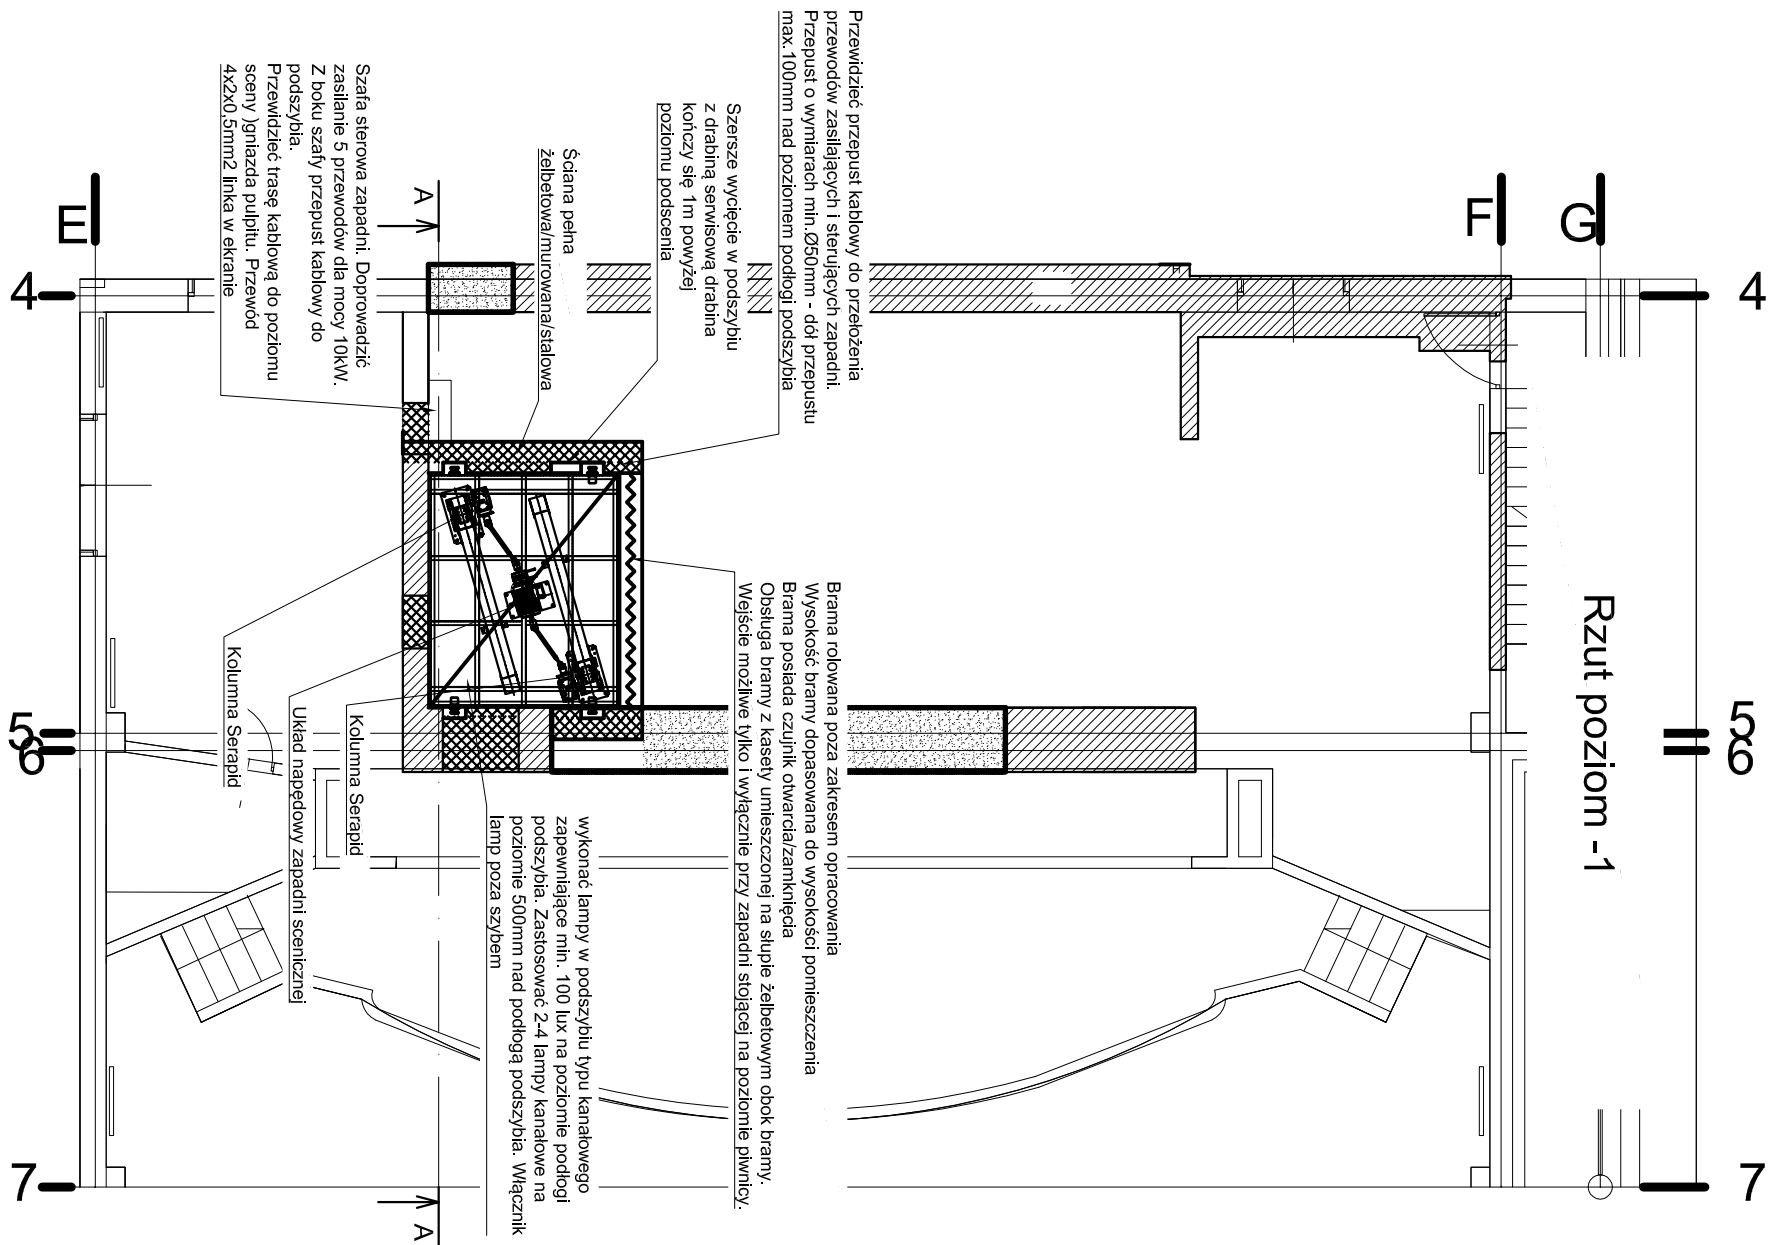 Przewidzieć przepust kablowy do przełożenia
przewodów zasilających i sterujących zapadni.
Przepust o wymiarach min.Ø50mm - dół przepustu
max.100mm nad poziomem podłogi podszybia
Szersze wycięcie w podszybiu
z drabiną serwisową drabina
kończy się 1m powyżej
poziomu podscenia
Ściana pełna
żelbetowa/murowana/stalowa
Szafa sterowa zapadni. Doprowadzić
zasilanie 5 przewodów dla mocy 10kW.
Z boku szafy przepust kablowy do
podszybia.
Przewidzieć trasę kablową do poziomu
sceny )gniazda pulpitu. Przewód
4x2x0,5mm2 linka w ekranie
E
A
F
G
4
4
Brama rolowana poza zakresem opracowania
Wysokość bramy dopasowana do wysokości pomieszczenia
Brama posiada czujnik otwarcia/zamknięcia
Obsługa bramy z kasety umieszczonej na słupie żelbetowym obok bramy.
Wejście możliwe tylko i wyłącznie przy zapadni stojącej na poziomie piwnicy.
Rzut poziom -1
Kolumna Serapid
Układ napędowy zapadni scenicznej
Kolumna Serapid
5
6
5
6
wykonać lampy w podszybiu typu kanałowego
zapewniające min. 100 lux na poziomie podłogi
podszybia. Zastosować 2-4 lampy kanałowe na
poziomie 500mm nad podłogą podszybia. Włącznik
lamp poza szybem
7
A
7